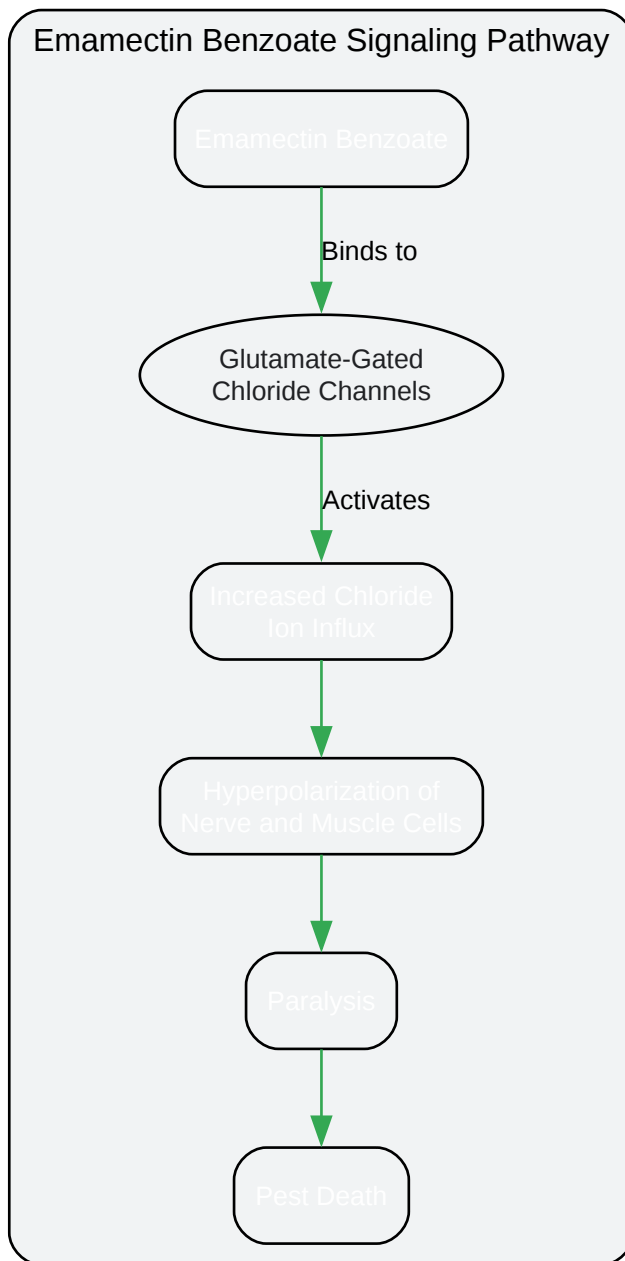 Emamectin Benzoate Signaling Pathway
Emamectin Benzoate
Binds to
Glutamate-Gated
Chloride Channels
Activates
Increased Chloride
Ion Influx
Hyperpolarization of
Nerve and Muscle Cells
Paralysis
Pest Death